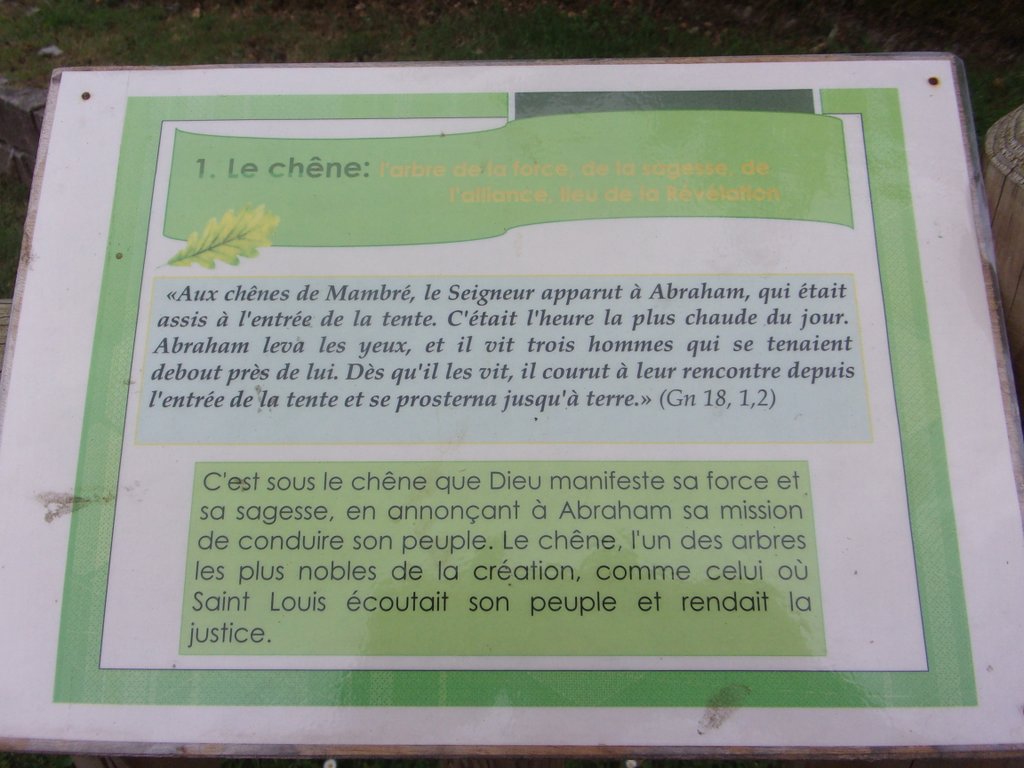 1. Le chêne: l'arbre de la force, de la sagesse, de
l'alliance, lieu de la Révélation
«Aux chênes de Mambré, le Seigneur apparut à Abraham, qui était
assis à l'entrée de la tente. C'était l'heure la plus chaude du jour.
Abraham leva les yeux, et il vit trois hommes qui se tenaient
debout près de lui. Dès qu'il les vit, il courut à leur rencontre depuis
l'entrée de la tente et se prosterna jusqu'à terre.» (Gn 18, 1,2)
C'est sous le chêne que Dieu manifeste sa force et
sa sagesse, en annonçant à Abraham sa mission
de conduire son peuple. Le chêne, l'un des arbres
les plus nobles de la création, comme celui où
Saint Louis écoutait son peuple et rendait la
justice.